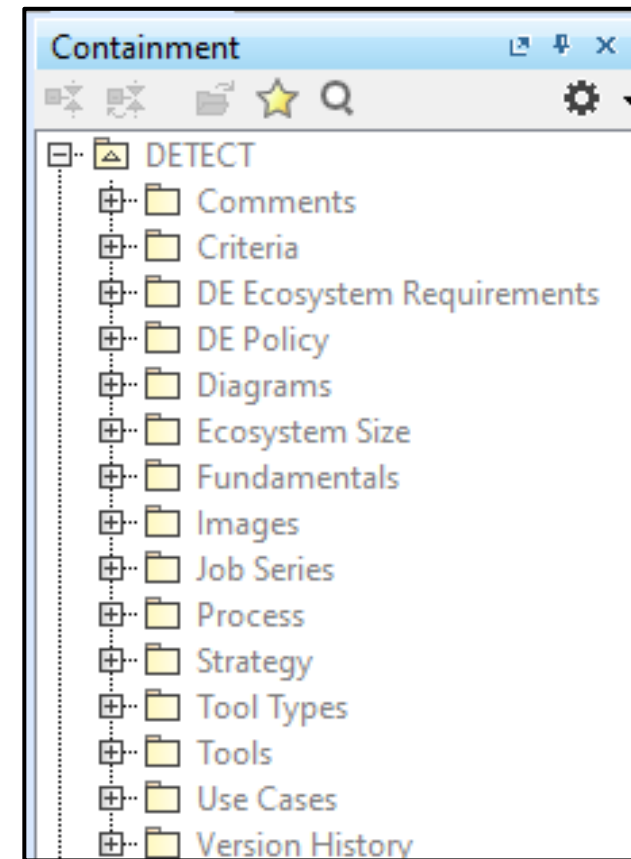 Containment
DETECT
Comments
Criteria
DE Ecosystem Requirements
DE Policy
Diagrams
Ecosystem Size
Fundamentals
Images
Job Series
Process
Strategy
Tool Types
Tools
Use Cases
Version History